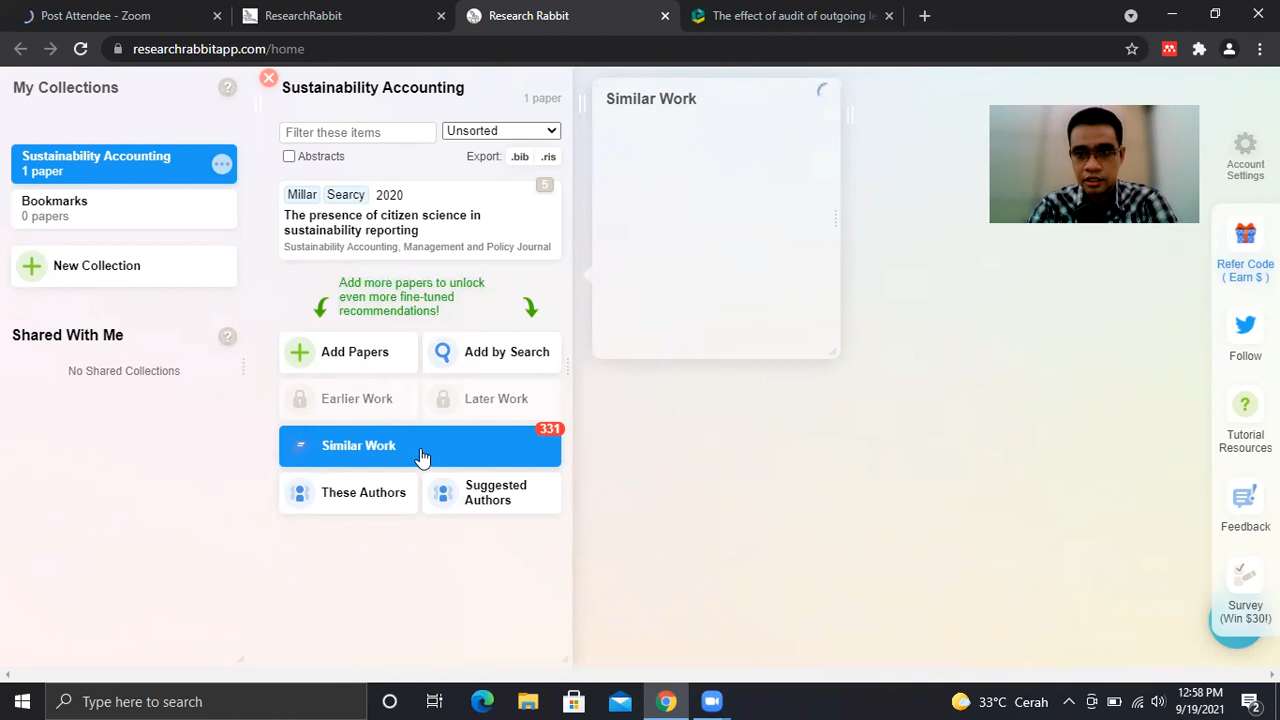 Post Attendee - Zoom
ResearchRabbit
Research Rabbit
The effect of audit of outgoing le
researchrabbitapp.com/home
My Collections
?
Sustainability Accounting
1 paper
Bookmarks
0 papers
New Collection
Shared With Me
?
No Shared Collections
Sustainability Accounting
1 paper
Filter these items
Unsorted
Abstracts
Export: .bib .ris
Millar Searcy 2020
5
The presence of citizen science in
sustainability reporting
Sustainability Accounting, Management and Policy Journal
Add more papers to unlock
even more fine-tuned
recommendations!
Add Papers
Add by Search
Earlier Work
Later Work
Similar Work
331
These Authors
Suggested
Authors
Similar Work
Account
Settings
Refer Code
( Earn $ )
Follow
?
Tutorial
Resources
Feedback
Survey
(Win $30!)
Type here to search
33°C Cerah
12:58 PM
9/19/2021
2